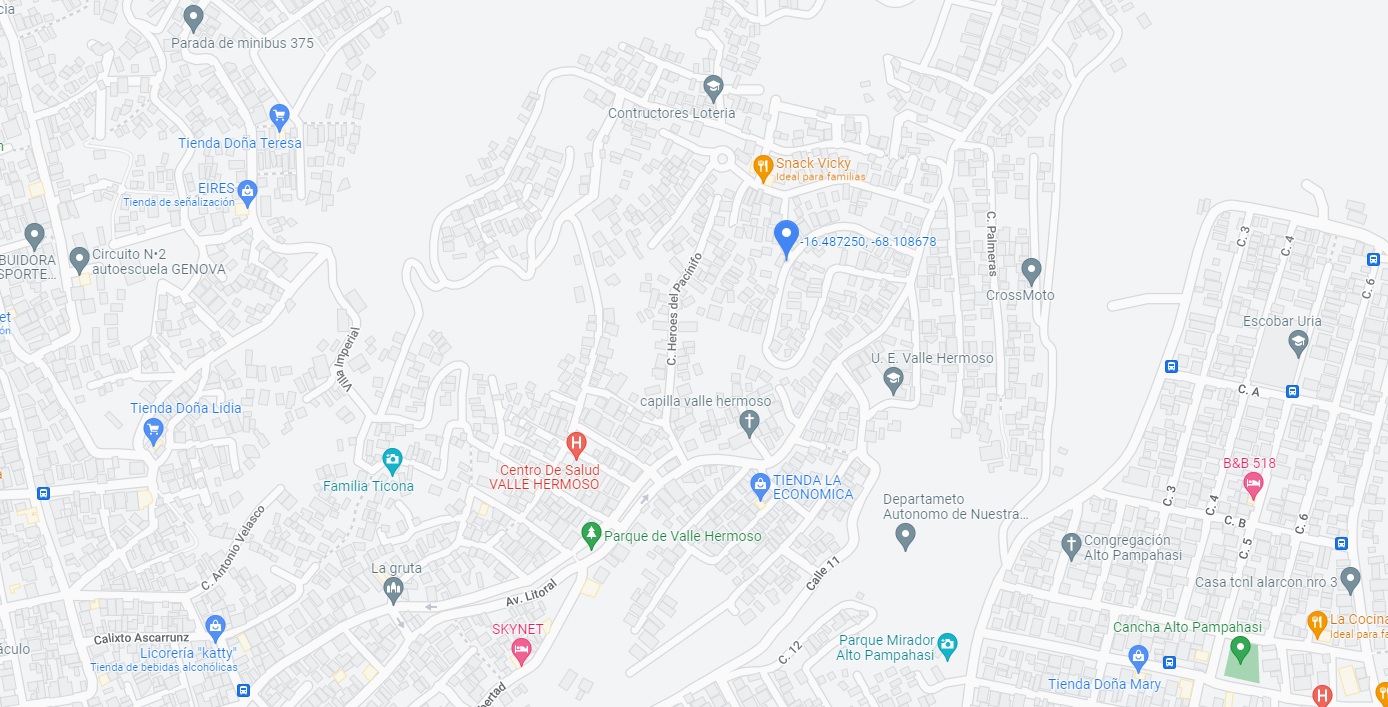 cia
Parada de minibus 375
Contructores Loteria
Tienda Doña Teresa
Snack Vicky
Ideal para familias
EIRES
Tienda de señalización
-16.487250, -68.108678
C. Palmeras
C. 3
C. 4
C. 6
BUIDORA
SPORTE...
Circuito N•2
autoescuela GENOVA
C. Heroes del Pacinifo
CrossMoto
et
ón
Escobar Uria
Villa Imperial
U. E. Valle Hermoso
C. A
Tienda Doña Lidia
capilla valle hermoso
Centro De Salud
VALLE HERMOSO
B&B 518
Familia Ticona
TIENDA LA
ECONOMICA
C. 3
C. 4
Departameto
Autonomo de Nuestra...
C. B
C. 6
C. Antonio Velasco
Parque de Valle Hermoso
Congregación
Alto Pampahasi
C. 5
La gruta
Calle 11
Casa tcnl alarcon nro 3
Av. Litoral
SKYNET
Cancha Alto Pampahasi
La Cocina
Ideal para fa
Calixto Ascarrunz
Licorería "katty"
Tienda de bebidas alcohólicas
áculo
C. 12
Parque Mirador
Alto Pampahasi
Tienda Doña Mary
bertad